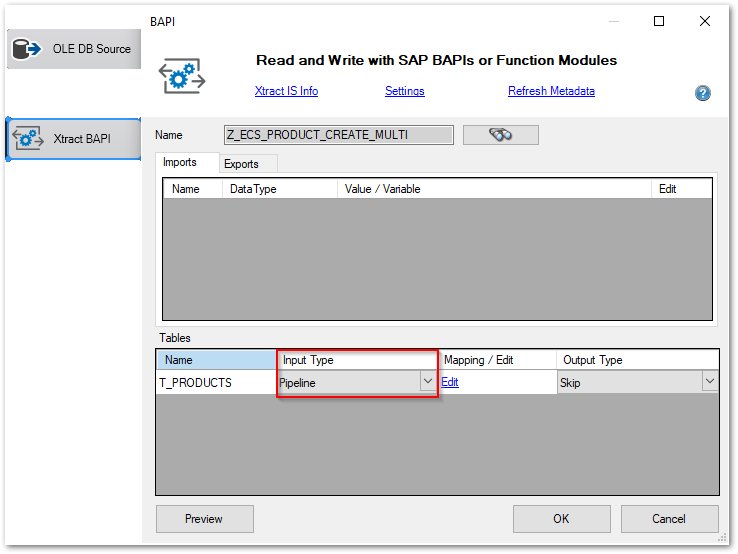 BAPI
OLE DB Source
Read and Write with SAP BAPIs or Function Modules
Xtract IS Info Settings Refresh Metadata ?
Xtract BAPI
Name Z_ECS_PRODUCT_CREATE_MULTI
Imports Exports
Name DataType Value / Variable Edit
Tables
Name Input Type Mapping / Edit Output Type
T_PRODUCTS Pipeline Edit Skip
Preview OK Cancel